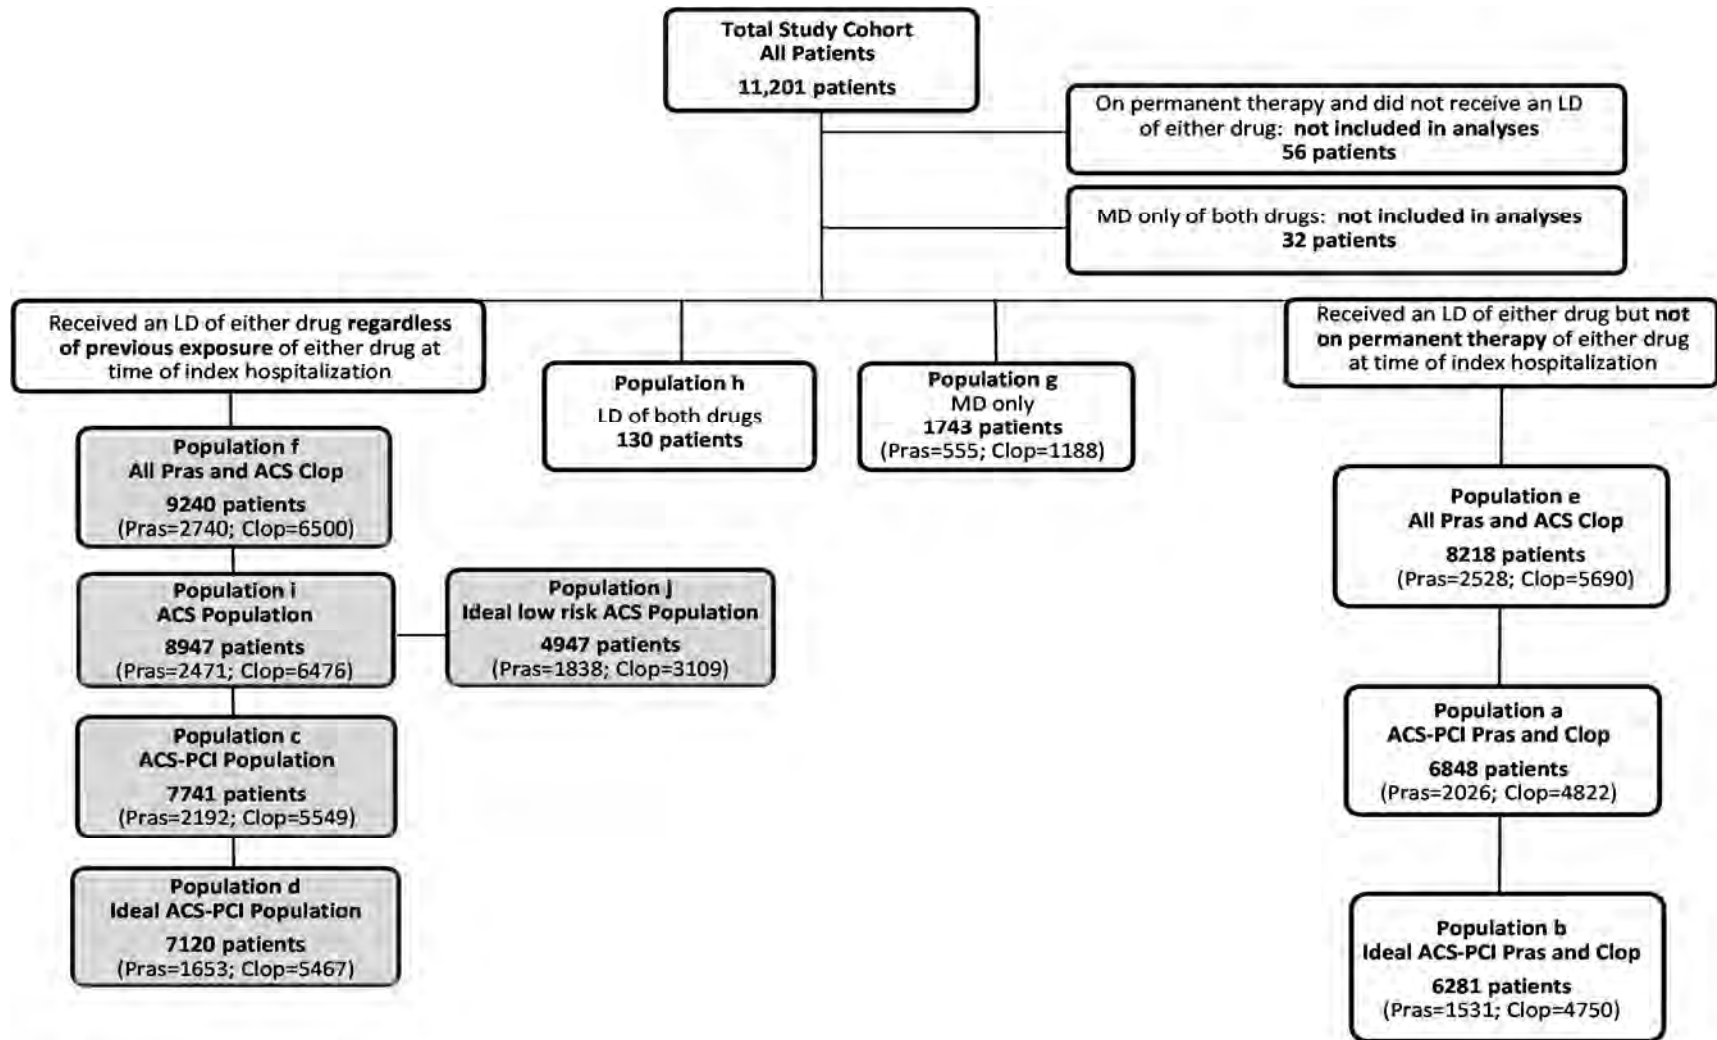 Total Study Cohort
All Patients
11,201 patients
On permanent therapy and did not receive an LD
of either drug: not included in analyses
56 patients
MD only of both drugs: not included in analyses
32 patients
Received an LD of either drug regardless
of previous exposure of either drug at
time of index hospitalization
Population h
LD of both drugs
130 patients
Population g
MD only
1743 patients
(Pras=555; Clop=1188)
Received an LD of either drug but not
on permanent therapy of either drug
at time of index hospitalization
Population f
All Pras and ACS Clop
9240 patients
(Pras=2740; Clop=6500)
Population e
All Pras and ACS Clop
8218 patients
(Pras=2528; Clop=5690)
Population i
ACS Population
8947 patients
(Pras=2471; Clop=6476)
Population j
Ideal low risk ACS Population
4947 patients
(Pras=1838; Clop=3109)
Population c
ACS-PCI Population
7741 patients
(Pras=2192; Clop=5549)
Population a
ACS-PCI Pras and Clop
6848 patients
(Pras=2026; Clop=4822)
Population d
Ideal ACS-PCI Population
7120 patients
(Pras=1653; Clop=5467)
Population b
Ideal ACS-PCI Pras and Clop
6281 patients
(Pras=1531; Clop=4750)